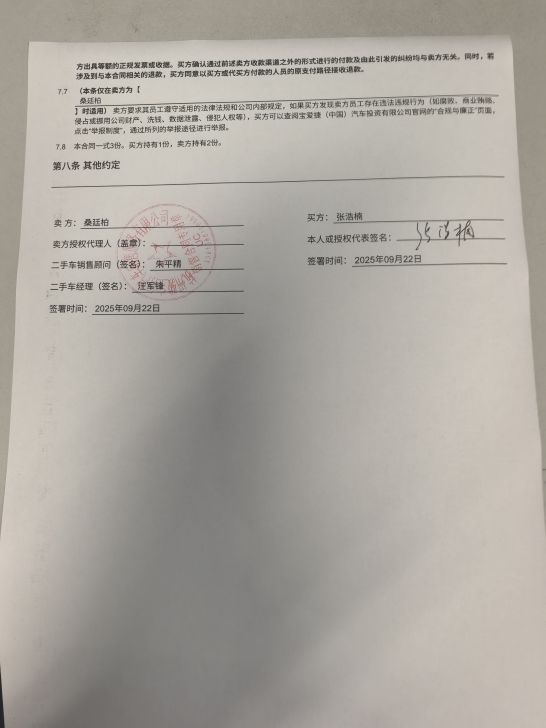 方出具等额的正规发票或收据。买方确认通过前述卖方收款渠道之外的形式进行的付款及由此引发的纠纷均与卖方无关。同时，若
涉及到与本合同相关的退款，买方同意以买方或代买方付款的人员的原支付路径接收退款。
7.7 （本条仅在卖方为【
桑廷柏
】时适用）卖方要求其员工遵守适用的法律法规和公司内部规定，如果买方发现卖方员工存在违法违规行为（如腐败、商业贿赂、
侵占或挪用公司财产、洗钱、数据泄露、侵犯人权等），买方可以查阅宝爱捷（中国）汽车投资有限公司官网的“合规与廉正”页面，
点击“举报制度”，通过所列的举报途径进行举报。
7.8 本合同一式3份。买方持有1份，卖方持有2份。
第八条 其他约定
卖 方： 桑廷柏
买方： 张浩楠
卖方授权代理人（盖章）：
本人或授权代表签名： 张浩楠
二手车销售顾问（签名）： 朱平精
签署时间： 2025年09月22日
二手车经理（签名）： 汪军锋
签署时间： 2025年09月22日